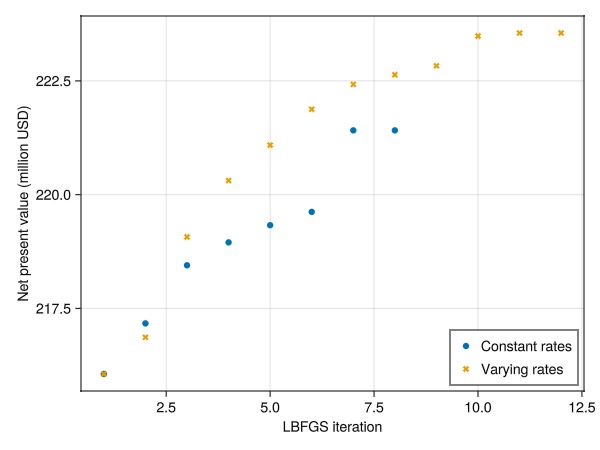 Net present value (million USD)
222.5
220.0
217.5
2.5
5.0
7.5
10.0
12.5
LBFGS iteration
Constant rates
Varying rates